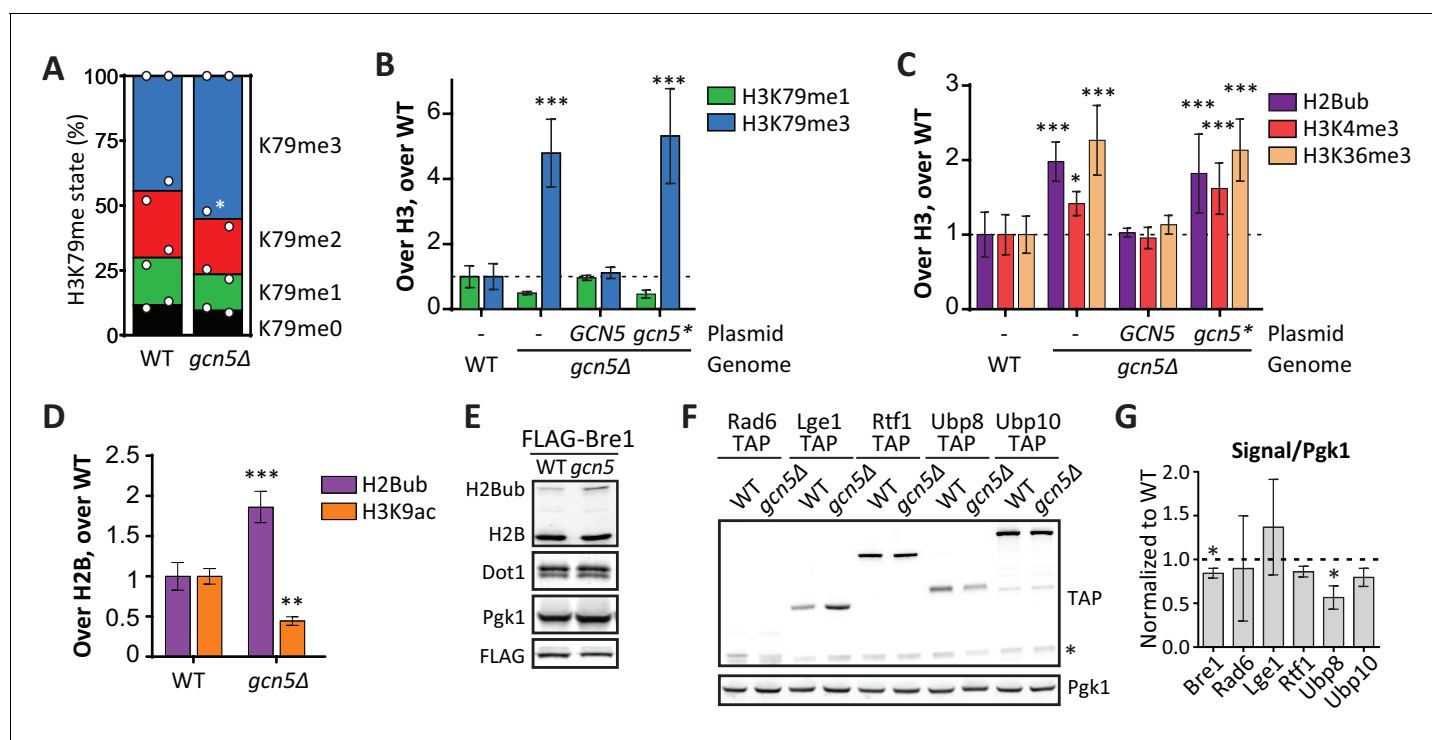 A
H3K79me state (%)
100
75
50
25
0
K79me3
K79me2
K79me1
K79me0
*
WT gcn5Δ
B
Over H3, over WT
6
4
2
0
***
***
H3K79me1
H3K79me3
- - GCN5 gcn5* Plasmid
WT gcn5Δ Genome
C
Over H3, over WT
3
2
1
0
*** * *** *** *** ***
H2Bub
H3K4me3
H3K36me3
- - GCN5 gcn5* Plasmid
WT gcn5Δ Genome
D
Over H2B, over WT
2.5
2
1.5
1
0.5
0
***
**
H2Bub
H3K9ac
WT gcn5Δ
E
FLAG-Bre1
WT gcn5
H2Bub
H2B
Dot1
Pgk1
FLAG
F
Rad6 Lge1 Rtf1 Ubp8 Ubp10
TAP TAP TAP TAP TAP
WT gcn5Δ WT gcn5Δ WT gcn5Δ WT gcn5Δ WT gcn5Δ
TAP
*
Pgk1
G
Signal/Pgk1
Normalized to WT
2.0
1.5
1.0
0.5
0.0
*
*
Bre1 Rad6 Lge1 Rtf1 Ubp8 Ubp10